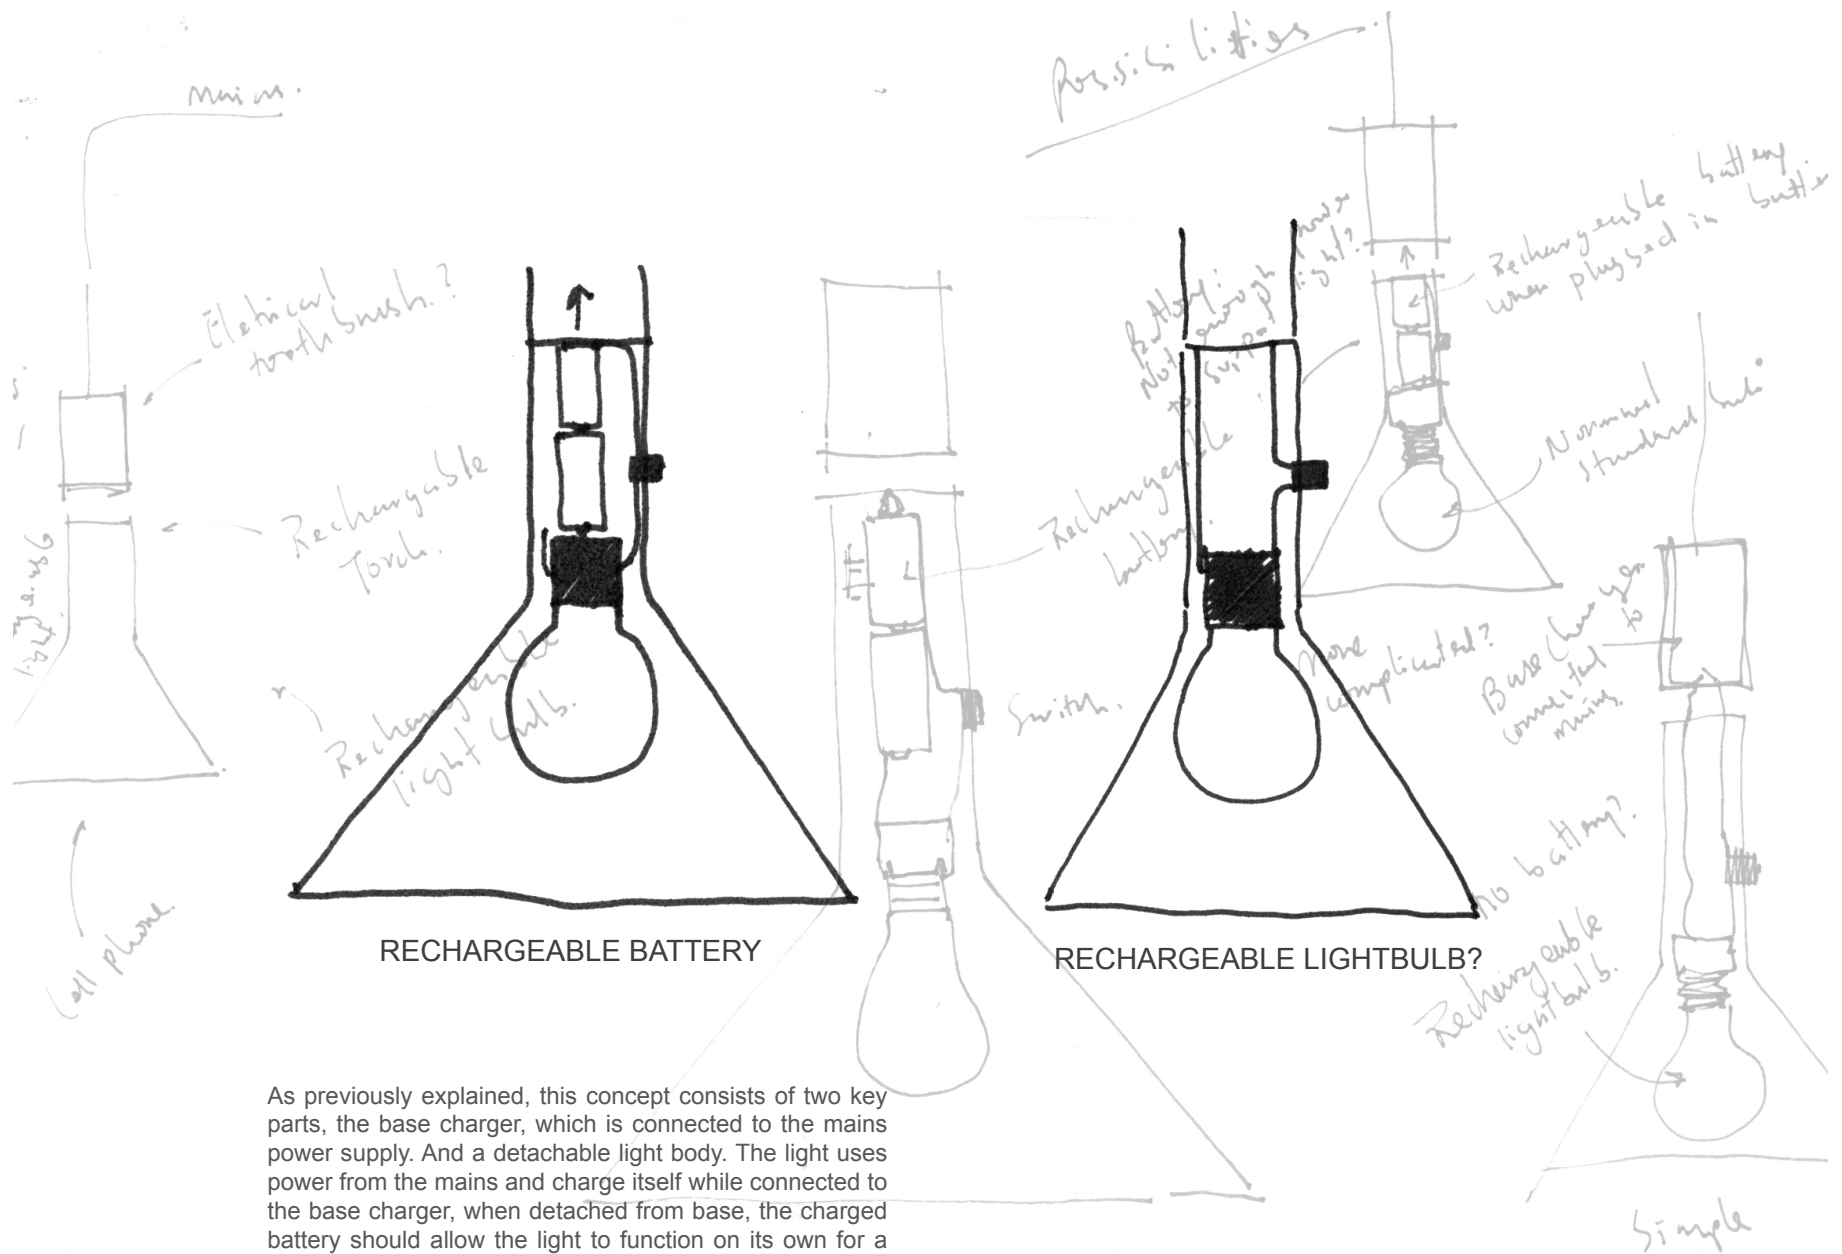 Mains.
Possibilities
Eletrical
toothbrush.?
Rechargeable
Torch.
Rechargeable
light bulb.
light
Cell phone.
Battery:
Not enough power
to support light?
Rechargeable battery
when plugged in
Rechargeable
battery.
Normal
standard bulb
Switch.
More
complicated?
Base charger
connected to
mains.
no battery?
Rechargeable
lightbulb.
Simple
RECHARGEABLE BATTERY
RECHARGEABLE LIGHTBULB?
As previously explained, this concept consists of two key
parts, the base charger, which is connected to the mains
power supply. And a detachable light body. The light uses
power from the mains and charge itself while connected to
the base charger, when detached from base, the charged
battery should allow the light to function on its own for a